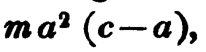 ma² (c—a),